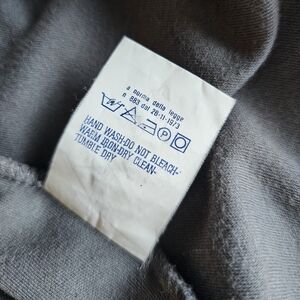 a norma della legge
n. 883 del 26-11-1973
P
HAND WASH-DO NOT BLEACH-
WARM IRON-DRY CLEAN-
TUMBLE DRY